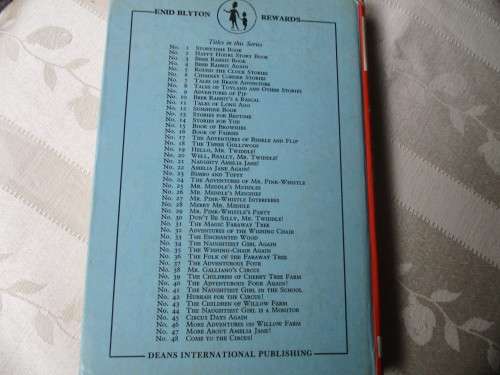 ENID BLYTON REWARDS
Titles in this Series
No. 1 STORYTIME BOOK
No. 2 HAPPY HOURS STORY BOOK
No. 3 BRER RABBIT BOOK
No. 4 BRER RABBIT AGAIN
No. 5 ROUND THE CLOCK STORIES
No. 6 CHIMNEY CORNER STORIES
No. 7 TALES OF BRAVE ADVENTURE
No. 8 TALES OF TOYLAND AND OTHER STORIES
No. 9 ADVENTURES OF PIP
No. 10 BRER RABBIT'S A RASCAL
No. 11 TALES OF LONG AGO
No. 12 SUNSHINE BOOK
No. 13 STORIES FOR BEDTIME
No. 14 STORIES FOR YOU
No. 15 BOOK OF BROWNIES
No. 16 BOOK OF FAIRIES
No. 17 THE ADVENTURES OF BINKLE AND FLIP
No. 18 THE THREE GOLLIWOGS
No. 19 HELLO, MR. TWIDDLE!
No. 20 WELL, REALLY, MR. TWIDDLE!
No. 21 NAUGHTY AMELIA JANE!
No. 22 AMELIA JANE AGAIN!
No. 23 BIMBO AND TOPSY
No. 24 THE ADVENTURES OF MR. PINK-WHISTLE
No. 25 MR. MEDDLE'S MISCHIEF
No. 26 MR. MEDDLE'S MUDDLES
No. 27 MR. PINK-WHISTLE INTERFERES
No. 28 MERRY MR. MEDDLE
No. 29 MR. PINK-WHISTLE'S PARTY
No. 30 DON'T BE SILLY, MR. TWIDDLE!
No. 31 THE MAGIC FARAWAY TREE
No. 32 ADVENTURES OF THE WISHING CHAIR
No. 33 THE ENCHANTED WOOD
No. 34 THE NAUGHTIEST GIRL AGAIN
No. 35 THE WISHING-CHAIR AGAIN
No. 36 THE FOLK OF THE FARAWAY TREE
No. 37 THE ADVENTUROUS FOUR
No. 38 MR. GALLIANO'S CIRCUS
No. 39 THE CHILDREN OF CHERRY TREE FARM
No. 40 THE ADVENTUROUS FOUR AGAIN!
No. 41 THE NAUGHTIEST GIRL IN THE SCHOOL
No. 42 HURRAH FOR THE CIRCUS!
No. 43 THE CHILDREN OF WILLOW FARM
No. 44 THE NAUGHTIEST GIRL IS A MONITOR
No. 45 CIRCUS DAYS AGAIN
No. 46 MORE ADVENTURES ON WILLOW FARM
No. 47 MORE ABOUT AMELIA JANE!
No. 48 COME TO THE CIRCUS!
DEANS INTERNATIONAL PUBLISHING